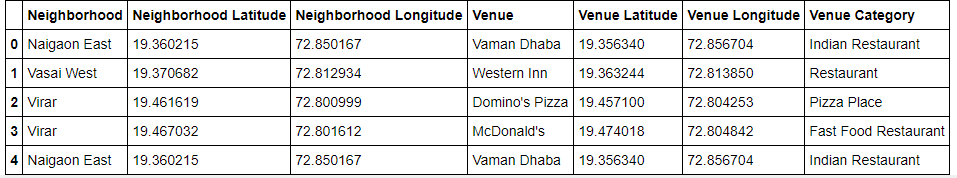 Neighborhood Neighborhood Latitude Neighborhood Longitude Venue Venue Latitude Venue Longitude Venue Category
0 Naigaon East 19.360215 72.850167 Vaman Dhaba 19.356340 72.856704 Indian Restaurant
1 Vasai West 19.370682 72.812934 Western Inn 19.363244 72.813850 Restaurant
2 Virar 19.461619 72.800999 Domino's Pizza 19.457100 72.804253 Pizza Place
3 Virar 19.467032 72.801612 McDonald's 19.474018 72.804842 Fast Food Restaurant
4 Naigaon East 19.360215 72.850167 Vaman Dhaba 19.356340 72.856704 Indian Restaurant